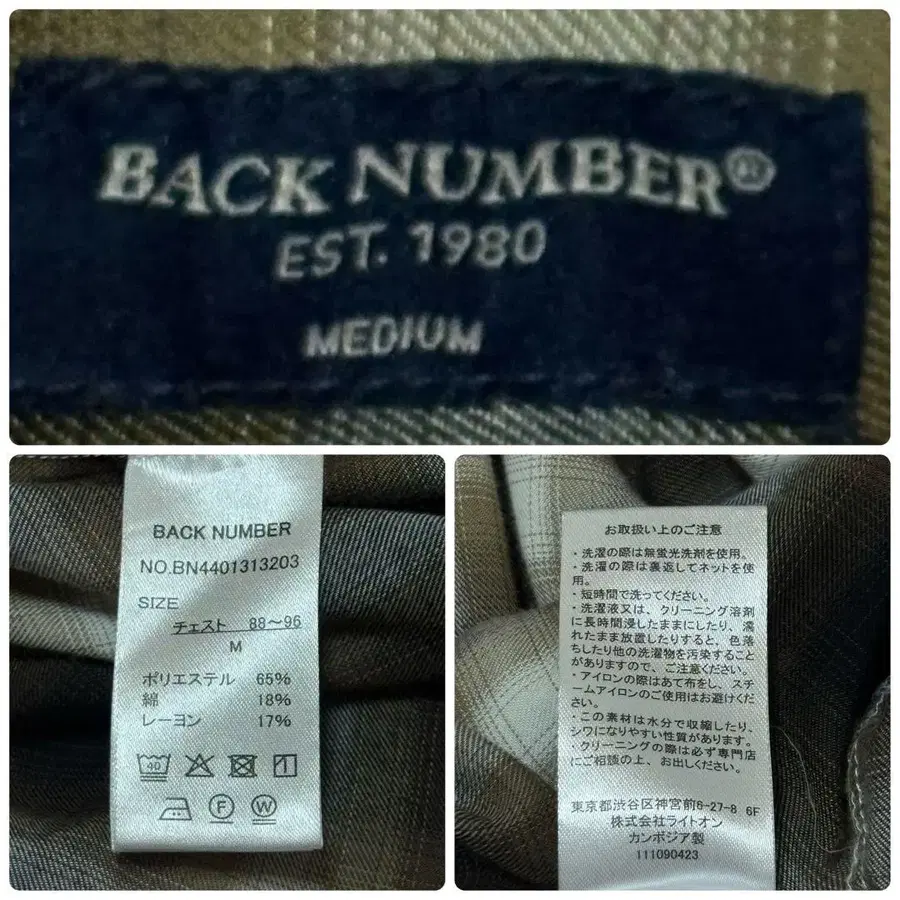 BACK NUMBER®
EST. 1980
MEDIUM
BACK NUMBER
NO.BN4401313203
SIZE
チェスト 88〜96
M
ポリエステル 65%
綿 18%
レーヨン 17%
40
F W
お取扱い上のご注意
・洗濯の際は無蛍光洗剤を使用。
・洗濯の際は裏返してネットを使
用。
・短時間で洗ってください。
・洗濯液又は、クリーニング溶剤
に長時間浸したままにしたり、濡
れたまま放置したりすると、色落
ちしたり他の洗濯物を汚染すること
がありますので、ご注意ください。
・アイロンの際はあて布をし、スチ
ームアイロンのご使用はお避けくだ
さい。
・この素材は水分で収縮したり、
シワになりやすい性質があります。
・クリーニングの際は必ず専門店
にご相談の上、お出しください。
東京都渋谷区神宮前6-27-8 6F
株式会社ライトオン
カンボジア製
111090423